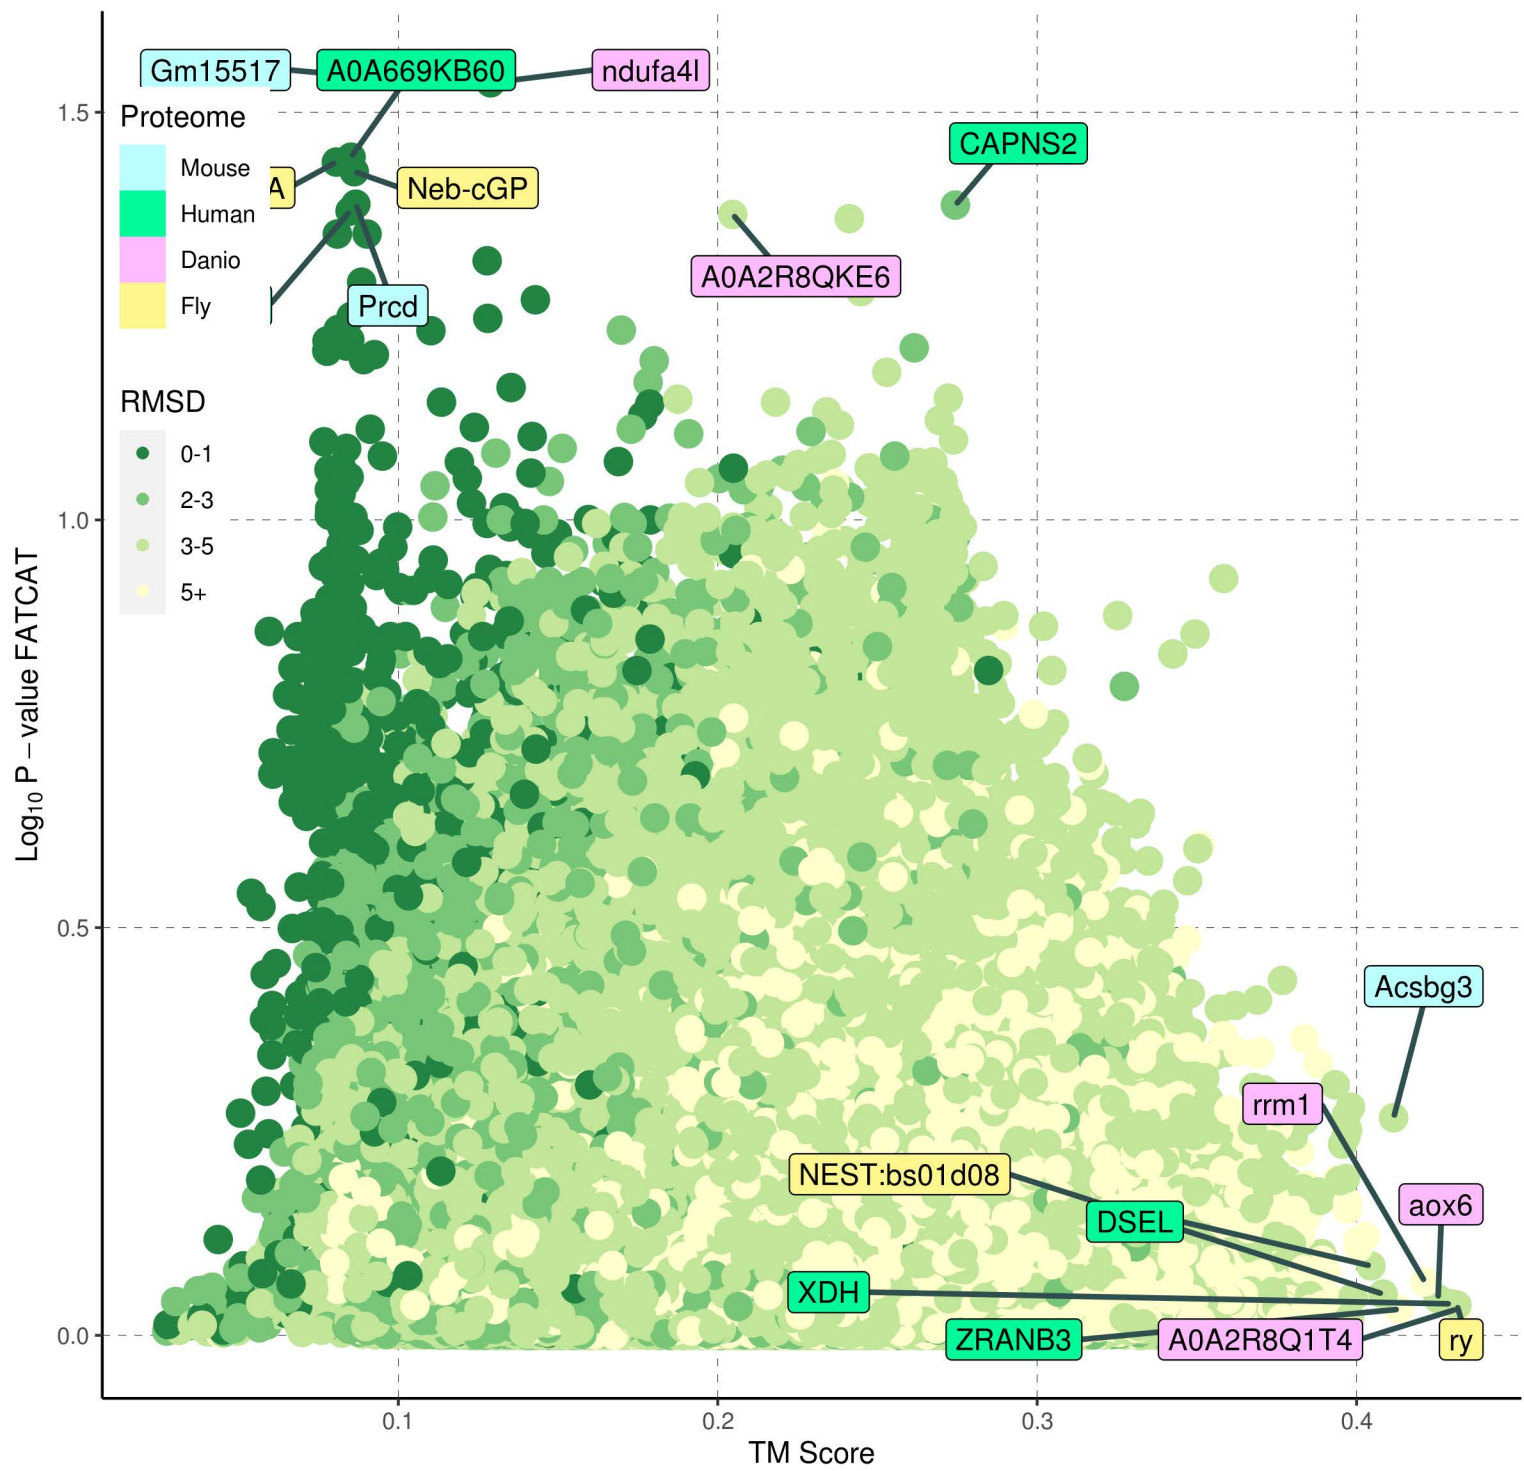 Gm15517
A0A669KB60
ndufa4l
CAPNS2
A
Neb-cGP
A0A2R8QKE6
Prcd
Proteome
Mouse
Human
Danio
Fly
RMSD
0-1
2-3
3-5
5+
1.5
1.0
0.5
0.0
Log10 P – value FATCAT
Acsbg3
rrm1
NEST:bs01d08
aox6
DSEL
XDH
ZRANB3
A0A2R8Q1T4
ry
0.1
0.2
0.3
0.4
TM Score